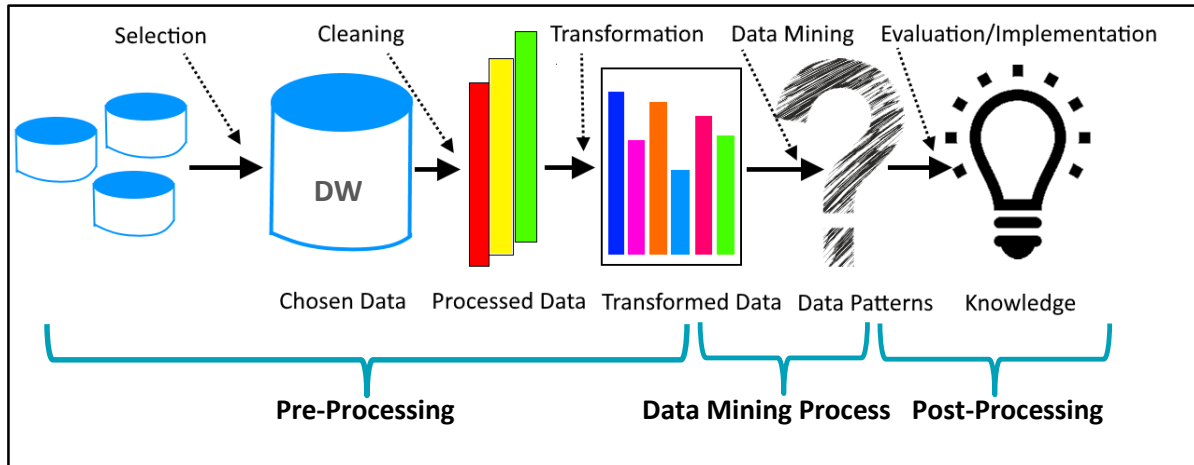 Selection
Cleaning
Transformation
Data Mining
Evaluation/Implementation
DW
Chosen Data
Processed Data
Transformed Data
Data Patterns
Knowledge
Pre-Processing
Data Mining Process
Post-Processing